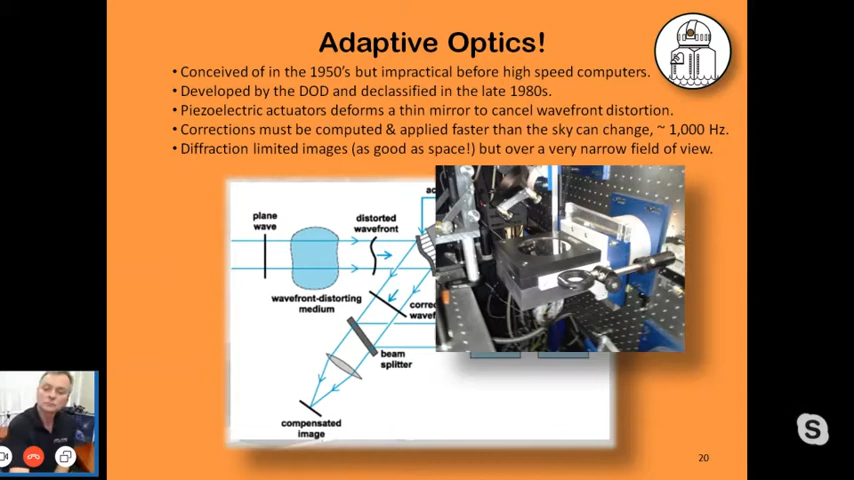 Adaptive Optics!
• Conceived of in the 1950's but impractical before high speed computers.
• Developed by the DOD and declassified in the late 1980s.
• Piezoelectric actuators deforms a thin mirror to cancel wavefront distortion.
• Corrections must be computed & applied faster than the sky can change, ~ 1,000 Hz.
• Diffraction limited images (as good as space!) but over a very narrow field of view.
plane
wave
distorted
wavefront
wavefront-distorting
medium
beam
splitter
compensated
image
20